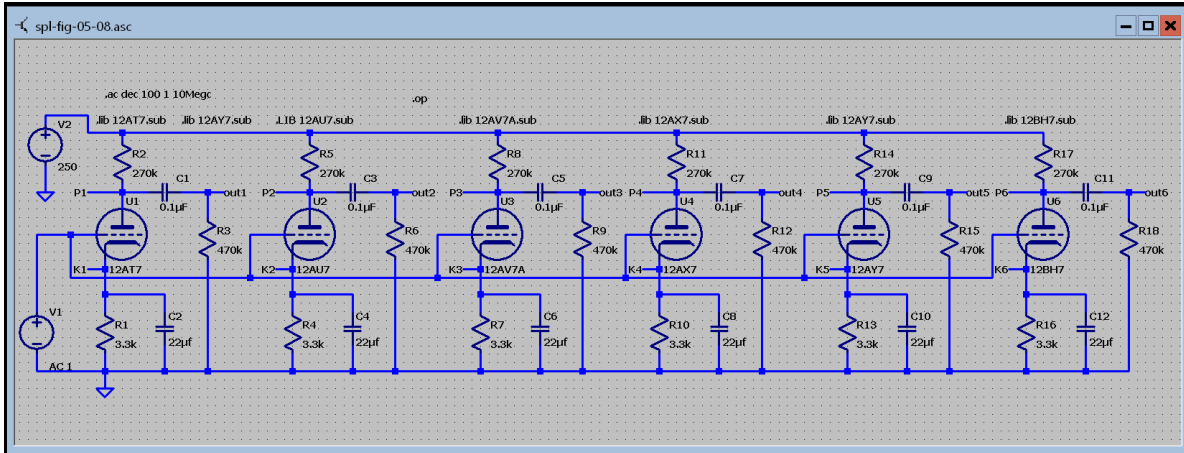 spl-fig-05-08.asc
.ac dec 100 1 10Megc
.op
V2
250
.lib 12AT7.sub
.lib 12AY7.sub
.LIB 12AU7.sub
.lib 12AV7A.sub
.lib 12AX7.sub
.lib 12AY7.sub
.lib 12BH7.sub
R2
270k
R5
270k
R8
270k
R11
270k
R14
270k
R17
270k
P1
C1
0.1µF
out1
P2
C3
0.1µF
out2
P3
C5
0.1µF
out3
P4
C7
0.1µF
out4
P5
C9
0.1µF
out5
P6
C11
0.1µF
out6
U1
U2
U3
U4
U5
U6
R3
470k
R6
470k
R9
470k
R12
470k
R15
470k
R18
470k
K1
12AT7
K2
12AU7
K3
12AV7A
K4
12AX7
K5
12AY7
K6
12BH7
V1
AC 1
R1
3.3k
C2
22µf
R4
3.3k
C4
22µf
R7
3.3k
C6
22µf
R10
3.3k
C8
22µf
R13
3.3k
C10
22µf
R16
3.3k
C12
22µf